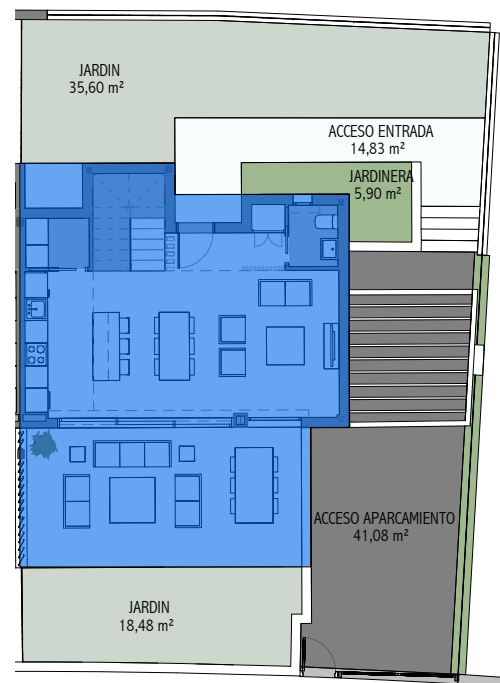 JARDIN
35,60 m²
ACCESO ENTRADA
14,83 m²
JARDINERA
5,90 m²
ACCESO APARCAMIENTO
41,08 m²
JARDIN
18,48 m²